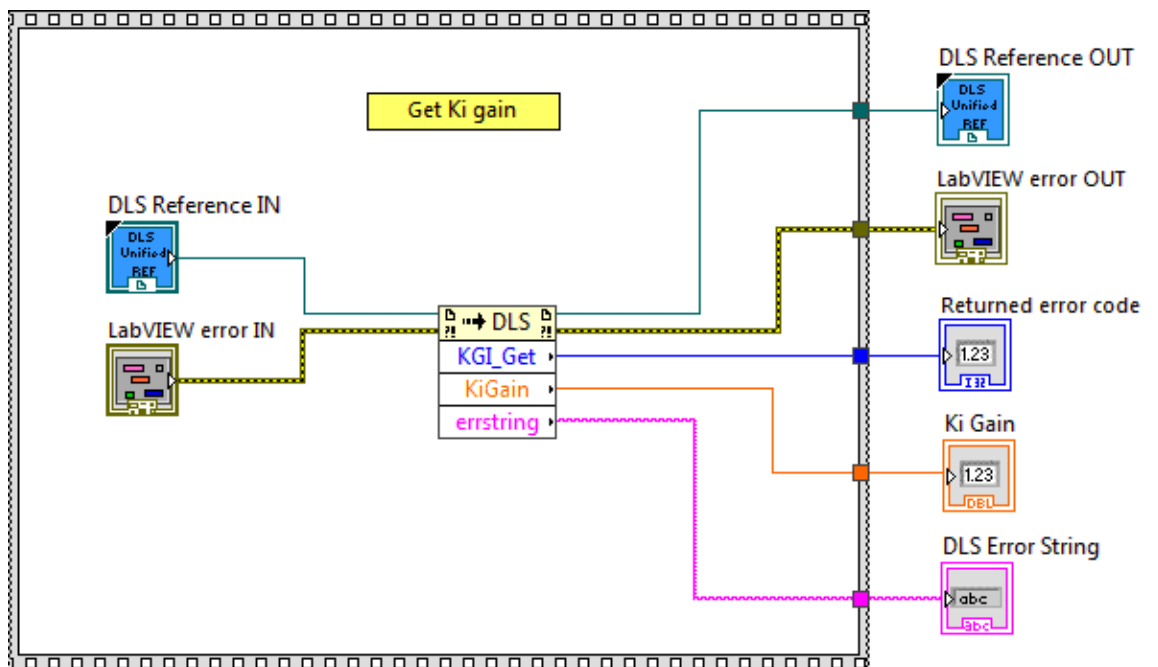 Get Ki gain
DLS Reference IN
DLS
Unified
REF
LabVIEW error IN
DLS
KGI_Get
KiGain
errstring
DLS Reference OUT
DLS
Unified
REF
LabVIEW error OUT
Returned error code
1.23
I32
Ki Gain
1.23
DBL
DLS Error String
abc
abc